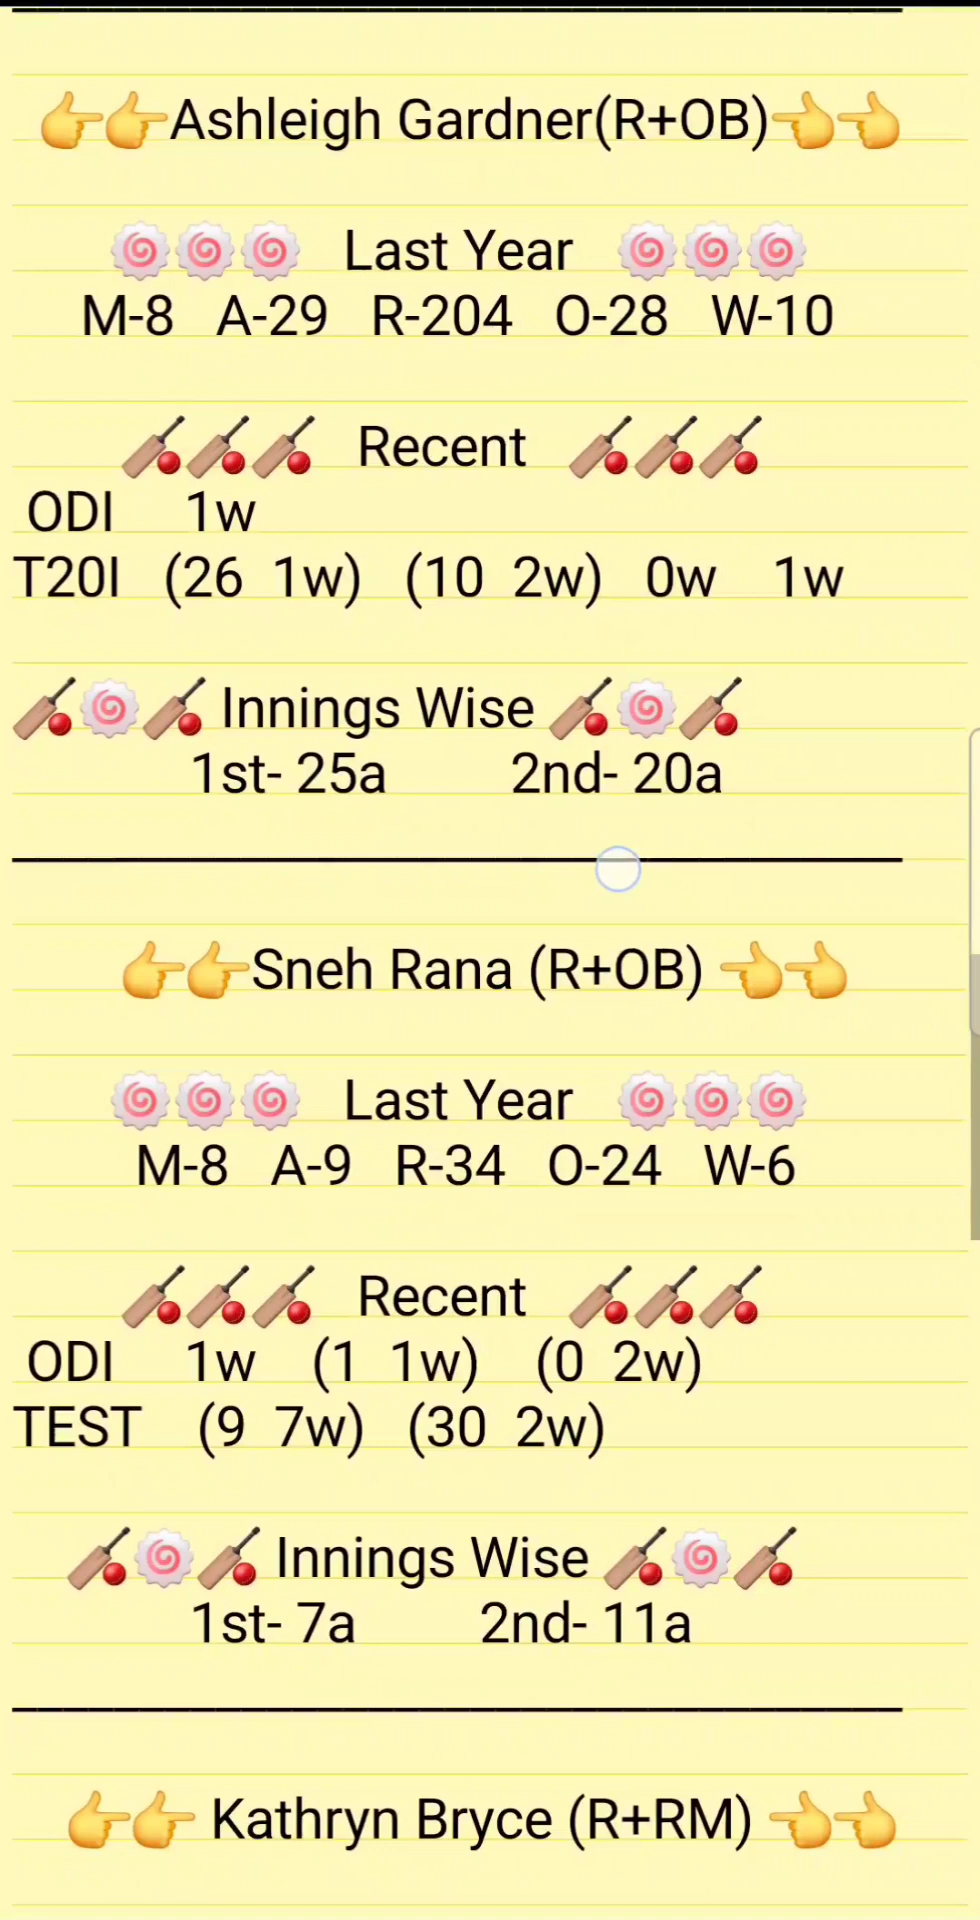 👉👉Ashleigh Gardner(R+OB)👈👈
🍥🍥🍥 Last Year 🍥🍥🍥
M-8 A-29 R-204 O-28 W-10
🏏🏏🏏 Recent 🏏🏏🏏
ODI 1w
T20I (26 1w) (10 2w) 0w 1w
🏏🍥🏏 Innings Wise 🏏🍥🏏
1st- 25a 2nd- 20a
👉👉Sneh Rana (R+OB) 👈👈
🍥🍥🍥 Last Year 🍥🍥🍥
M-8 A-9 R-34 O-24 W-6
🏏🏏🏏 Recent 🏏🏏🏏
ODI 1w (1 1w) (0 2w)
TEST (9 7w) (30 2w)
🏏🍥🏏 Innings Wise 🏏🍥🏏
1st- 7a 2nd- 11a
👉👉 Kathryn Bryce (R+RM) 👈👈